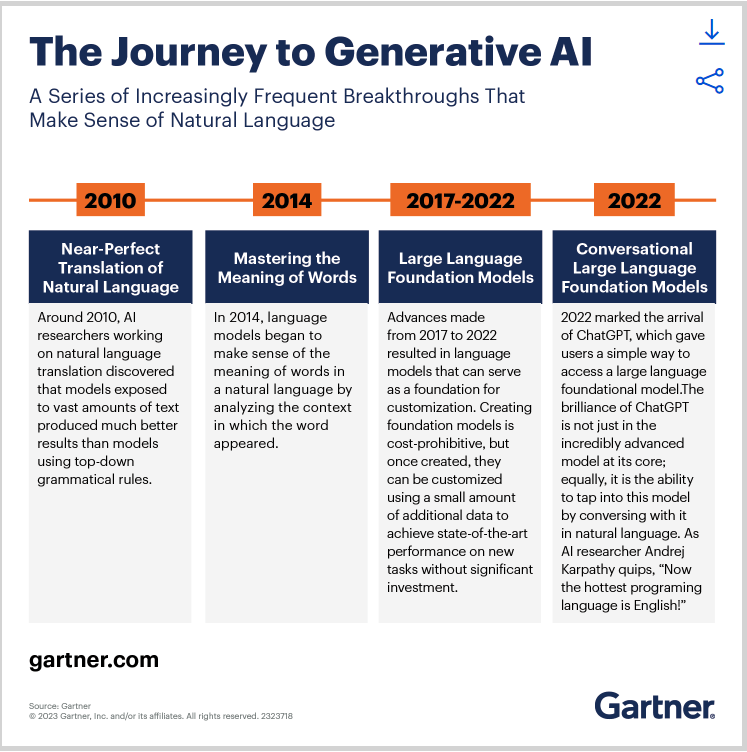 The Journey to Generative AI
A Series of Increasingly Frequent Breakthroughs That
Make Sense of Natural Language
2010
Near-Perfect
Translation of
Natural Language
Around 2010, AI
researchers working
on natural language
translation discovered
that models exposed
to vast amounts of text
produced much better
results than models
using top-down
grammatical rules.
2014
Mastering the
Meaning of Words
In 2014, language
models began to
make sense of the
meaning of words in
a natural language by
analyzing the context
in which the word
appeared.
2017-2022
Large Language
Foundation Models
Advances made
from 2017 to 2022
resulted in language
models that can serve
as a foundation for
customization. Creating
foundation models is
cost-prohibitive, but
once created, they
can be customized
using a small amount
of additional data to
achieve state-of-the-art
performance on new
tasks without significant
investment.
2022
Conversational
Large Language
Foundation Models
2022 marked the arrival
of ChatGPT, which gave
users a simple way to
access a large language
foundational model.The
brilliance of ChatGPT
is not just in the
incredibly advanced
model at its core;
equally, it is the ability
to tap into this model
by conversing with it
in natural language. As
AI researcher Andrej
Karpathy quips, “Now
the hottest programing
language is English!”
gartner.com
Source: Gartner
© 2023 Gartner, Inc. and/or its affiliates. All rights reserved. 2323718
Gartner®